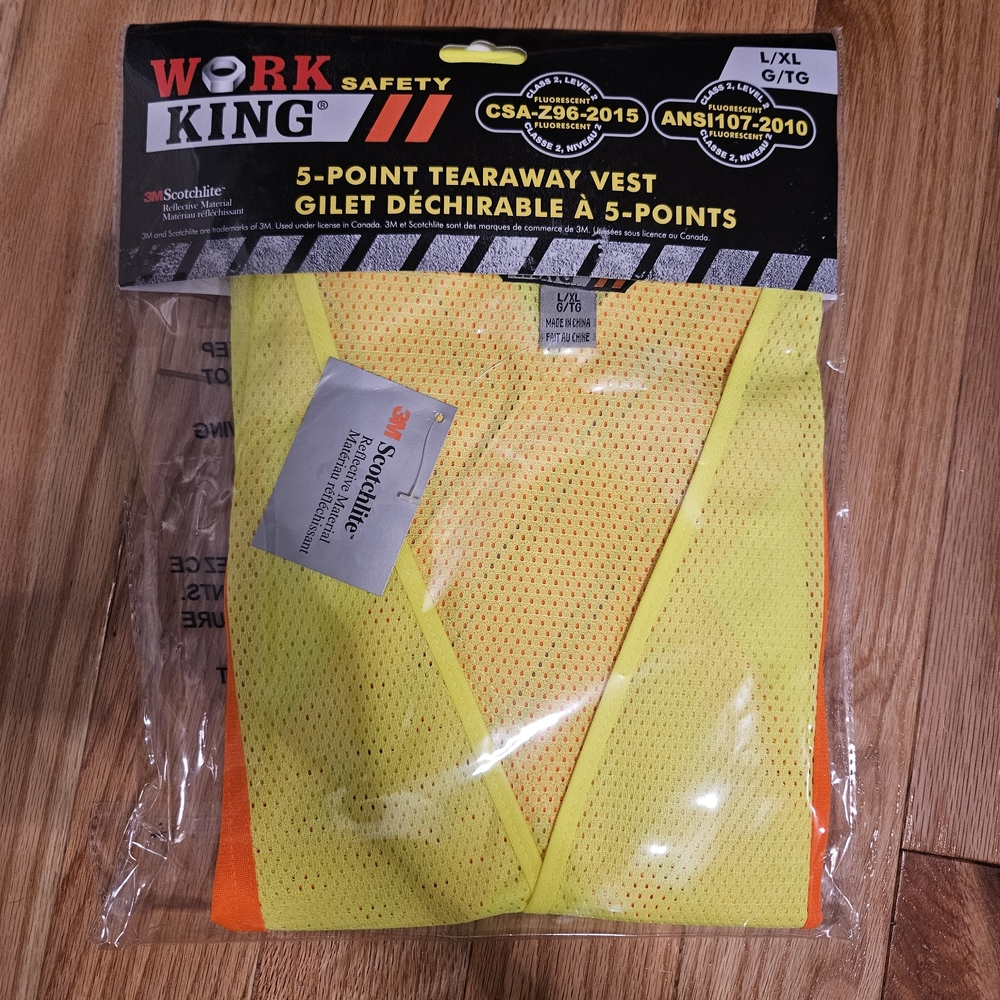 WORK
KING®
SAFETY
CLASS 2, LEVEL 2
FLUORESCENT
CSA-Z96-2015
FLUORESCENT
CLASSE 2, NIVEAU 2
CLASS 2, LEVEL 2
FLUORESCENT
ANSI107-2010
FLUORESCENT
CLASSE 2, NIVEAU 2
L/XL
G/TG
5-POINT TEARAWAY VEST
GILET DÉCHIRABLE À 5-POINTS
3M Scotchlite™
Reflective Material
Matériau réfléchissant
3M and Scotchlite are trademarks of 3M. Used under license in Canada. 3M et Scotchlite sont des marques de commerce de 3M. Utilisées sous licence au Canada.
KING
L/XL
G/TG
MADE IN CHINA
FAIT AU CHINE
3M Scotchlite™
Reflective Material
Matériau réfléchissant